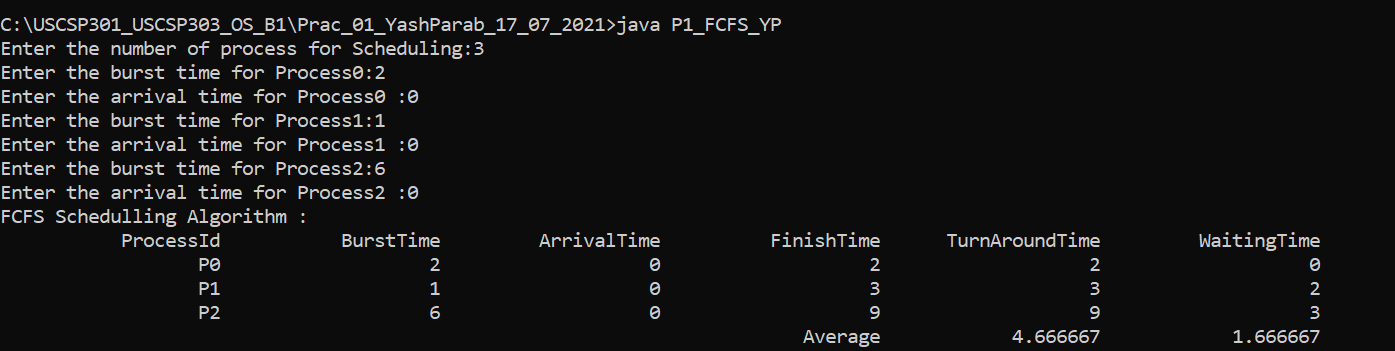 C:\USCSP301_USCSP303_OS_B1\Prac_01_YashParab_17_07_2021>java P1_FCFS_YP
Enter the number of process for Scheduling:3
Enter the burst time for Process0:2
Enter the arrival time for Process0 :0
Enter the burst time for Process1:1
Enter the arrival time for Process1 :0
Enter the burst time for Process2:6
Enter the arrival time for Process2 :0
FCFS Schedulling Algorithm :
ProcessId BurstTime ArrivalTime FinishTime TurnAroundTime WaitingTime
P0 2 0 2 2 0
P1 1 0 3 3 2
P2 6 0 9 9 3
Average 4.666667 1.666667